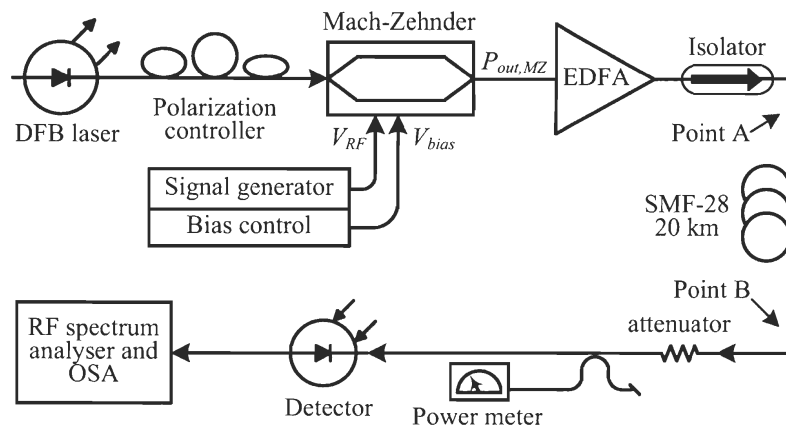 Mach-Zehnder
P_out,MZ
EDFA
Isolator
DFB laser
Polarization
controller
V_RF
V_bias
Point A
Signal generator
Bias control
SMF-28
20 km
Point B
attenuator
RF spectrum
analyser and
OSA
Detector
Power meter